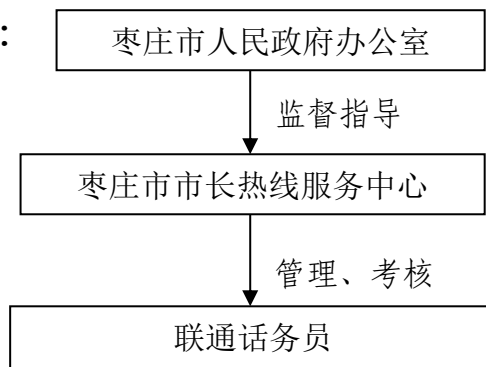 ：
枣庄市人民政府办公室
监督指导
枣庄市市长热线服务中心
管理、考核
联通话务员